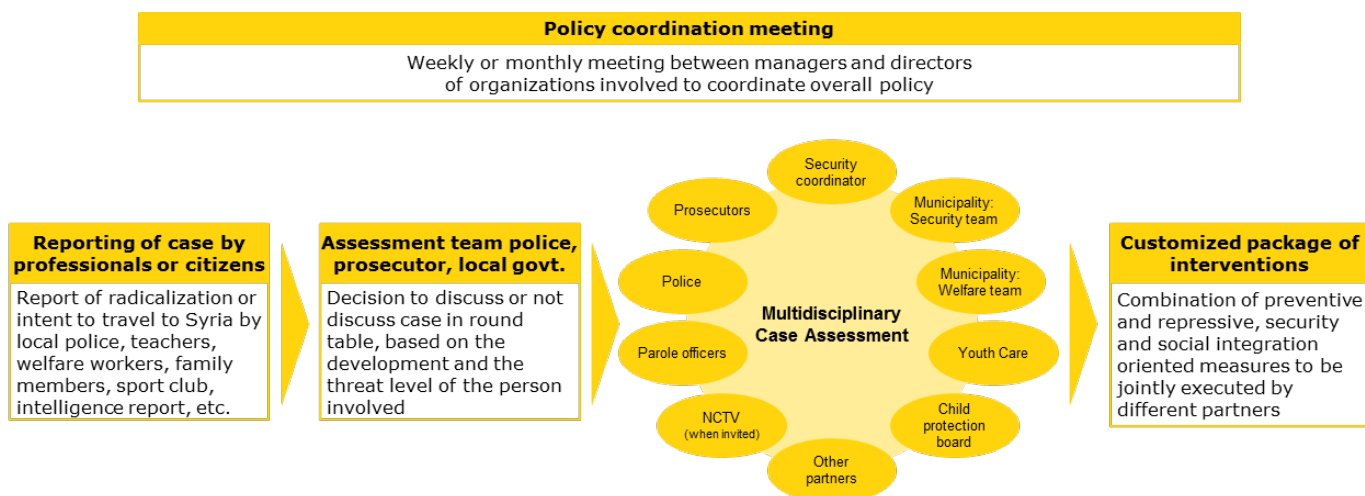 Policy coordination meeting
Weekly or monthly meeting between managers and directors
of organizations involved to coordinate overall policy
Reporting of case by
professionals or citizens
Report of radicalization or
intent to travel to Syria by
local police, teachers,
welfare workers, family
members, sport club,
intelligence report, etc.
Assessment team police,
prosecutor, local govt.
Decision to discuss or not
discuss case in round
table, based on the
development and the
threat level of the person
involved
Multidisciplinary
Case Assessment
Security
coordinator
Municipality:
Security team
Municipality:
Welfare team
Youth Care
Child
protection
board
Other
partners
NCTV
(when invited)
Parole officers
Police
Prosecutors
Customized package of
interventions
Combination of preventive
and repressive, security
and social integration
oriented measures to be
jointly executed by
different partners